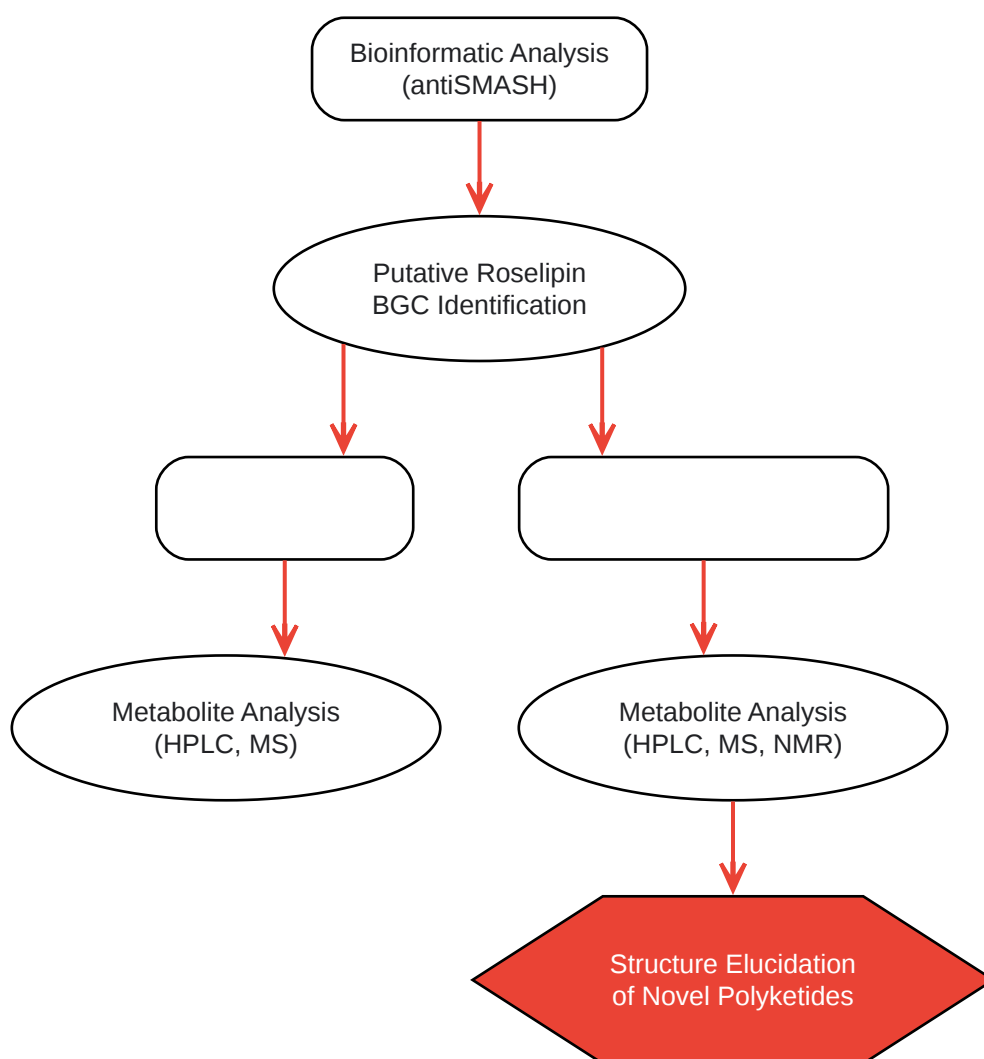 Bioinformatic Analysis
(antiSMASH)
Putative Roselipin
BGC Identification
Metabolite Analysis
(HPLC, MS)
Metabolite Analysis
(HPLC, MS, NMR)
Structure Elucidation
of Novel Polyketides